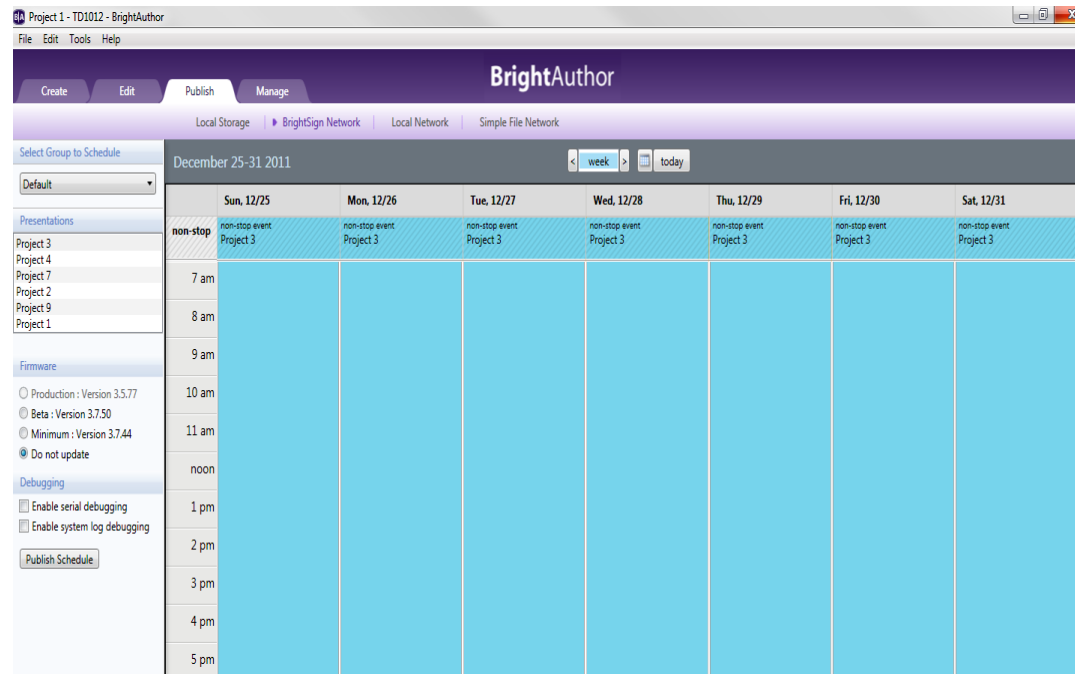 Project 1 - TD1012 - BrightAuthor
File Edit Tools Help
BrightAuthor
Create Edit Publish Manage
Local Storage BrightSign Network Local Network Simple File Network
Select Group to Schedule
Default
Presentations
Project 3
Project 4
Project 7
Project 2
Project 9
Project 1
Firmware
Production : Version 3.5.77
Beta : Version 3.7.50
Minimum : Version 3.7.44
Do not update
Debugging
Enable serial debugging
Enable system log debugging
Publish Schedule
December 25-31 2011
< week > today
Sun, 12/25 Mon, 12/26 Tue, 12/27 Wed, 12/28 Thu, 12/29 Fri, 12/30 Sat, 12/31
non-stop
non-stop event non-stop event non-stop event non-stop event non-stop event non-stop event non-stop event
Project 3 Project 3 Project 3 Project 3 Project 3 Project 3 Project 3
7 am
8 am
9 am
10 am
11 am
noon
1 pm
2 pm
3 pm
4 pm
5 pm